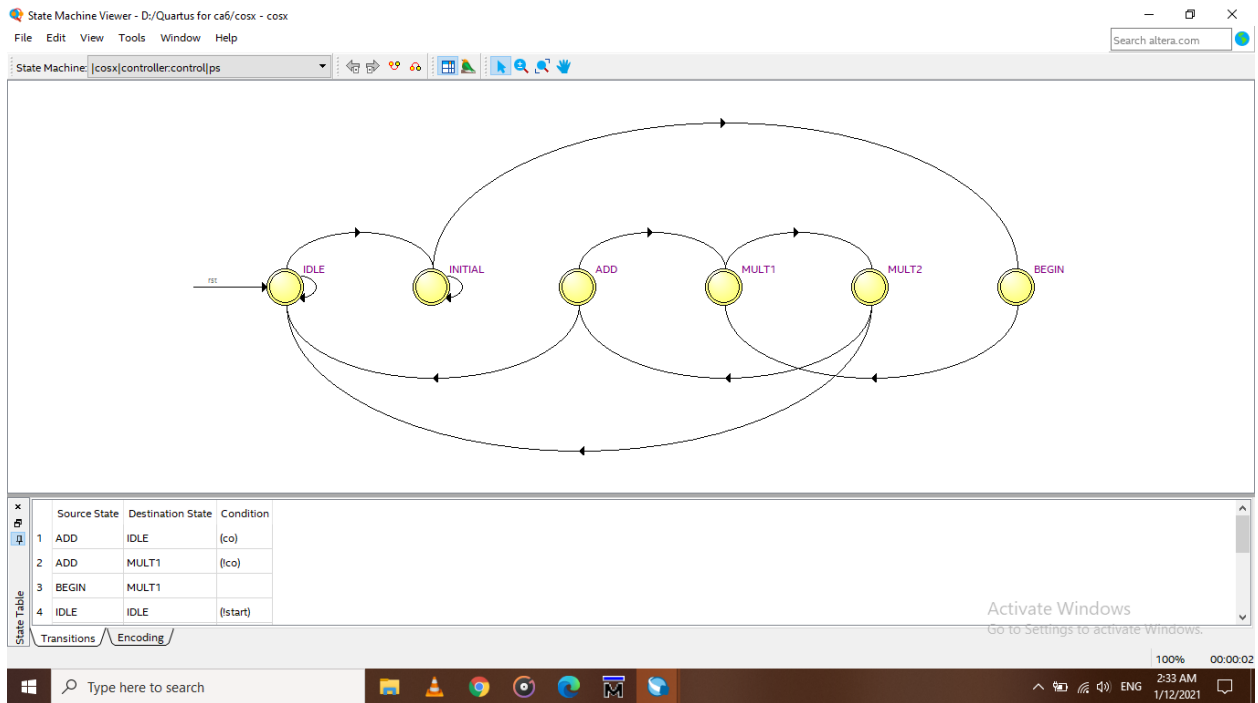 State Machine Viewer - D:/Quartus for ca6/cosx - cosx
File Edit View Tools Window Help
Search altera.com
State Machine: |cosx|controller:control|ps
rst
IDLE INITIAL ADD MULT1 MULT2 BEGIN
Source State Destination State Condition
1 ADD IDLE (co)
2 ADD MULT1 (!co)
3 BEGIN MULT1
4 IDLE IDLE (!start)
State Table
Transitions Encoding
Activate Windows
Go to Settings to activate Windows.
100% 00:00:02
Type here to search
ENG
2:33 AM
1/12/2021